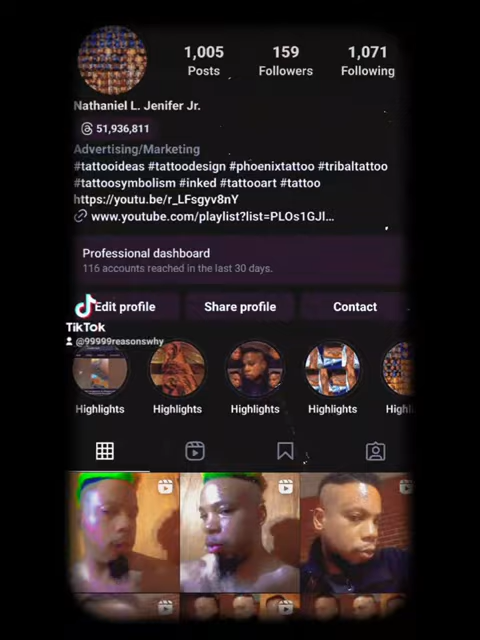 1,005 159 1,071
Posts Followers Following
Nathaniel L. Jenifer Jr.
51,936,811
Advertising/Marketing
#tattooideas #tattoodesign #phoenixtattoo #tribaltattoo
#tattoosymbolism #inked #tattooart #tattoo
https://youtu.be/r_LFsgyv8nY
www.youtube.com/playlist?list=PLOs1GJl...
Professional dashboard
116 accounts reached in the last 30 days.
Edit profile Share profile Contact
TikTok
@99999reasonswhy
Highlights Highlights Highlights Highlights Highl